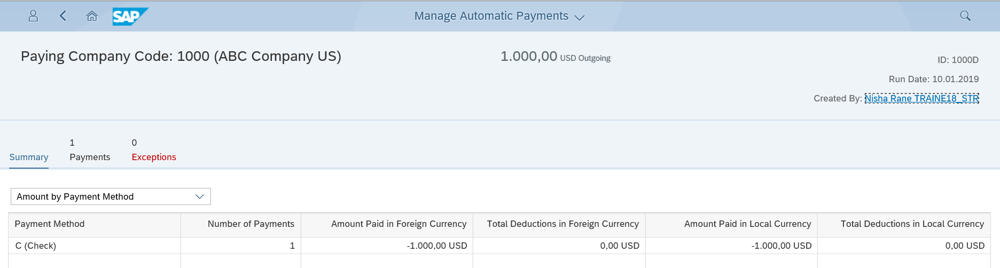 SAP
Manage Automatic Payments
Paying Company Code: 1000 (ABC Company US)
1.000,00 USD Outgoing
ID: 1000D
Run Date: 10.01.2019
Created By: Nisha Rane TRAINE18_STR
1
0
Summary
Payments
Exceptions
Amount by Payment Method
Payment Method Number of Payments Amount Paid in Foreign Currency Total Deductions in Foreign Currency Amount Paid in Local Currency Total Deductions in Local Currency
C (Check) 1 -1.000,00 USD 0,00 USD -1.000,00 USD 0,00 USD